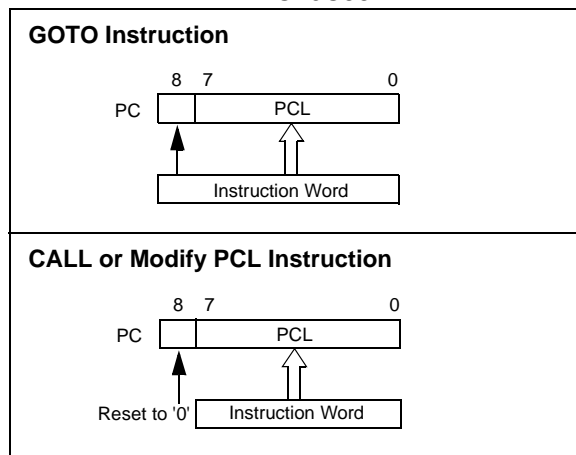 GOTO Instruction
8 7 0
PC PCL
Instruction Word
CALL or Modify PCL Instruction
8 7 0
PC PCL
Reset to '0' Instruction Word